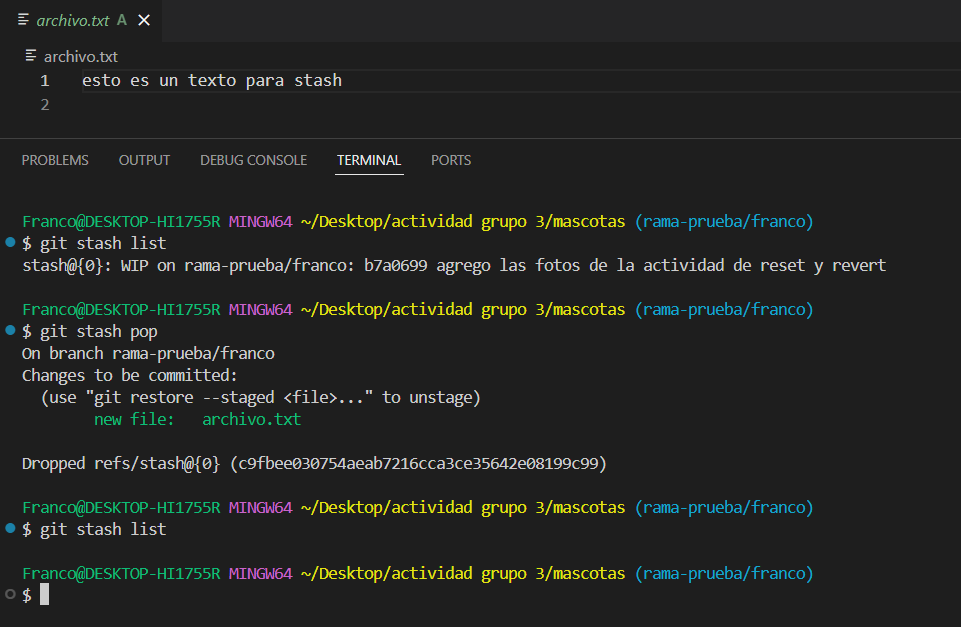 archivo.txt A
archivo.txt
1 esto es un texto para stash
2
PROBLEMS OUTPUT DEBUG CONSOLE TERMINAL PORTS
Franco@DESKTOP-HI1755R MINGW64 ~/Desktop/actividad grupo 3/mascotas (rama-prueba/franco)
$ git stash list
stash@{0}: WIP on rama-prueba/franco: b7a0699 agrego las fotos de la actividad de reset y revert
Franco@DESKTOP-HI1755R MINGW64 ~/Desktop/actividad grupo 3/mascotas (rama-prueba/franco)
$ git stash pop
On branch rama-prueba/franco
Changes to be committed:
  (use "git restore --staged <file>..." to unstage)
        new file:   archivo.txt
Dropped refs/stash@{0} (c9fbee030754aeab7216cca3ce35642e08199c99)
Franco@DESKTOP-HI1755R MINGW64 ~/Desktop/actividad grupo 3/mascotas (rama-prueba/franco)
$ git stash list
Franco@DESKTOP-HI1755R MINGW64 ~/Desktop/actividad grupo 3/mascotas (rama-prueba/franco)
$